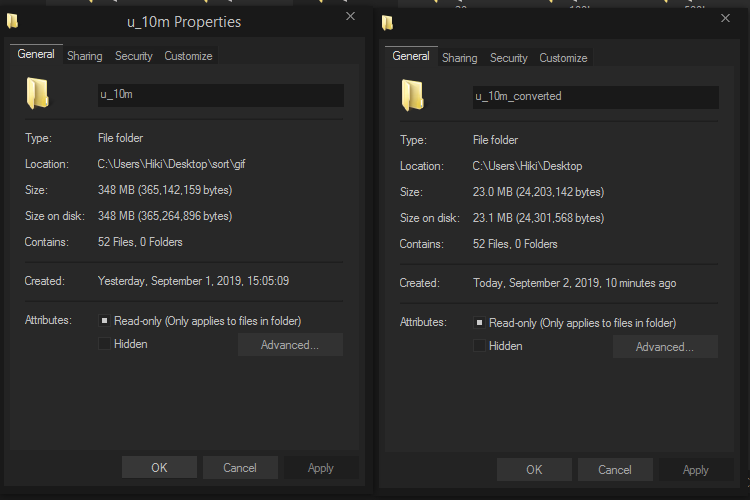 u_10m Properties
General Sharing Security Customize
u_10m
Type: File folder
Location: C:\Users\Hiki\Desktop\sort\gif
Size: 348 MB (365,142,159 bytes)
Size on disk: 348 MB (365,264,896 bytes)
Contains: 52 Files, 0 Folders
Created: Yesterday, September 1, 2019, 15:05:09
Attributes: Read-only (Only applies to files in folder)
Hidden Advanced...
OK Cancel Apply
General Sharing Security Customize
u_10m_converted
Type: File folder
Location: C:\Users\Hiki\Desktop
Size: 23.0 MB (24,203,142 bytes)
Size on disk: 23.1 MB (24,301,568 bytes)
Contains: 52 Files, 0 Folders
Created: Today, September 2, 2019, 10 minutes ago
Attributes: Read-only (Only applies to files in folder)
Hidden Advanced...
OK Cancel Apply